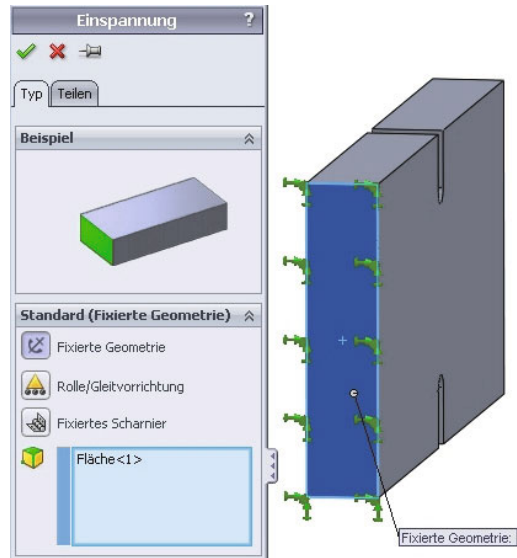 Einspannung ?
Typ Teilen
Beispiel
Standard (Fixierte Geometrie)
Fixierte Geometrie
Rolle/Gleitvorrichtung
Fixiertes Scharnier
Fläche<1>
Fixierte Geometrie: